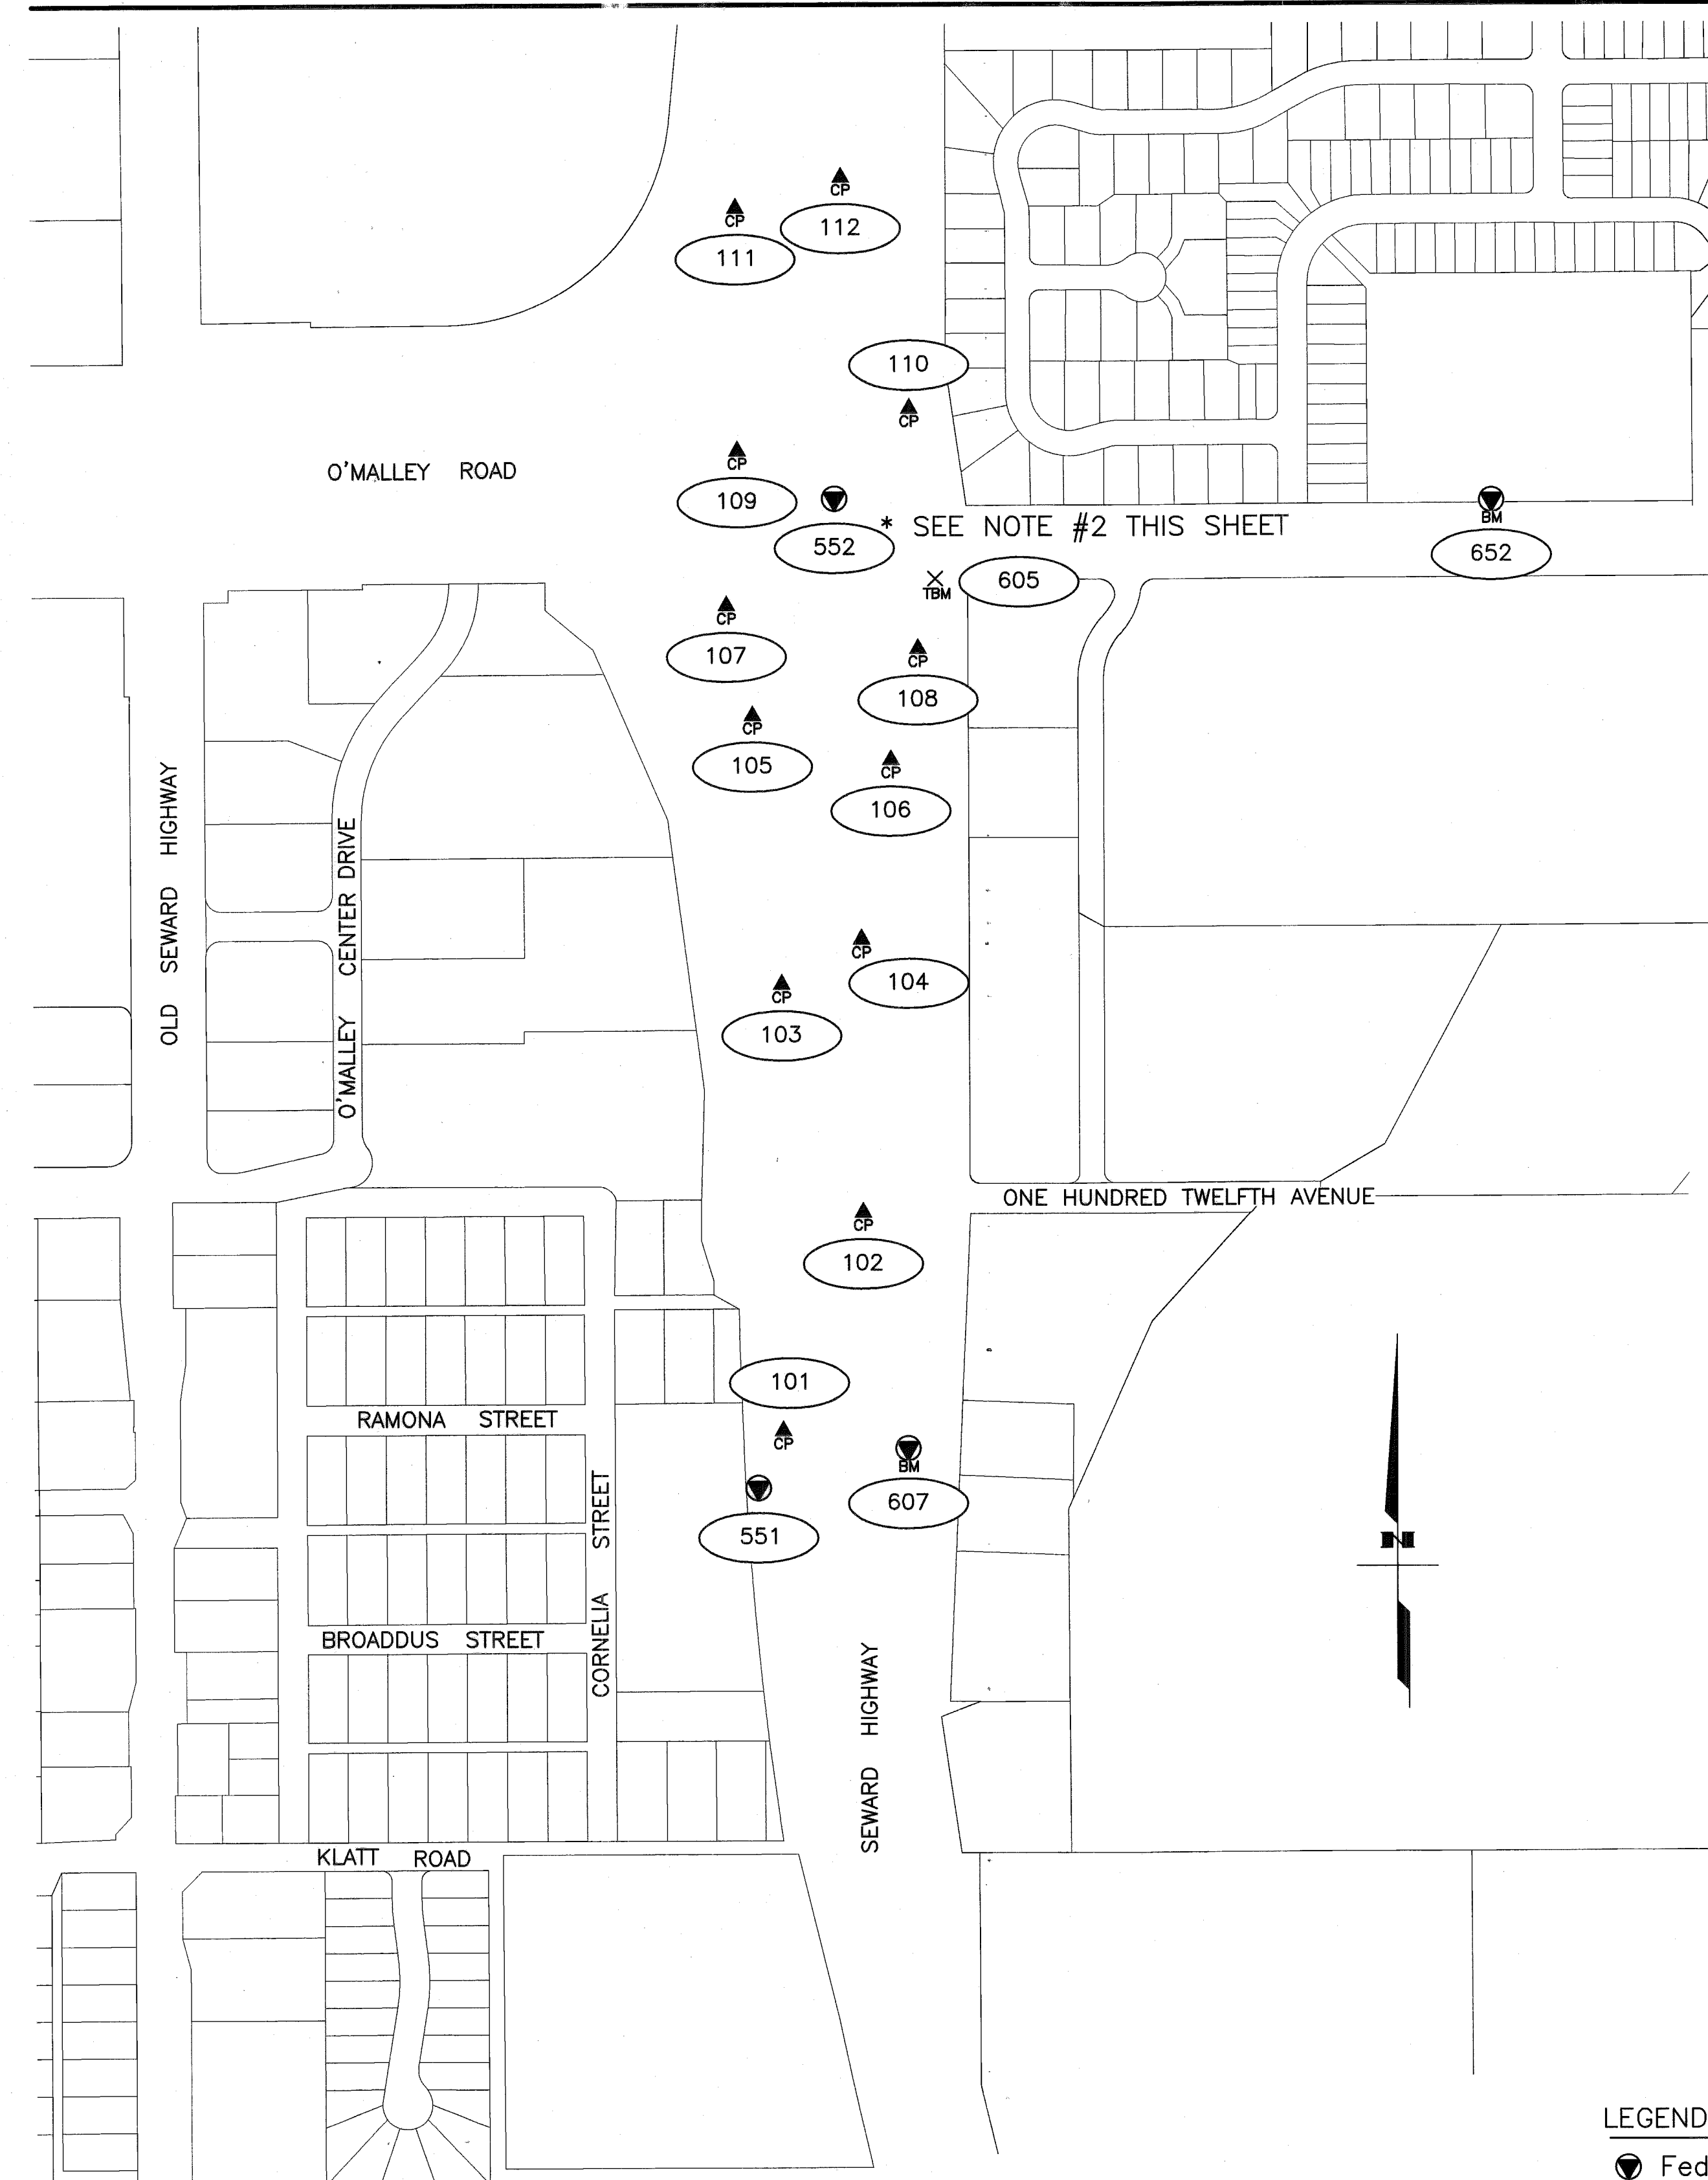 CP
112
CP
111
110
CP
O'MALLEY ROAD
CP
109
552
* SEE NOTE #2 THIS SHEET
BM
652
TBM
605
CP
107
CP
108
CP
105
CP
106
OLD SEWARD HIGHWAY
O'MALLEY CENTER DRIVE
CP
104
CP
103
ONE HUNDRED TWELFTH AVENUE
CP
102
101
CP
RAMONA STREET
BM
607
551
CORNELIA STREET
N
BROADDUS STREET
SEWARD HIGHWAY
KLATT ROAD
LEGEND